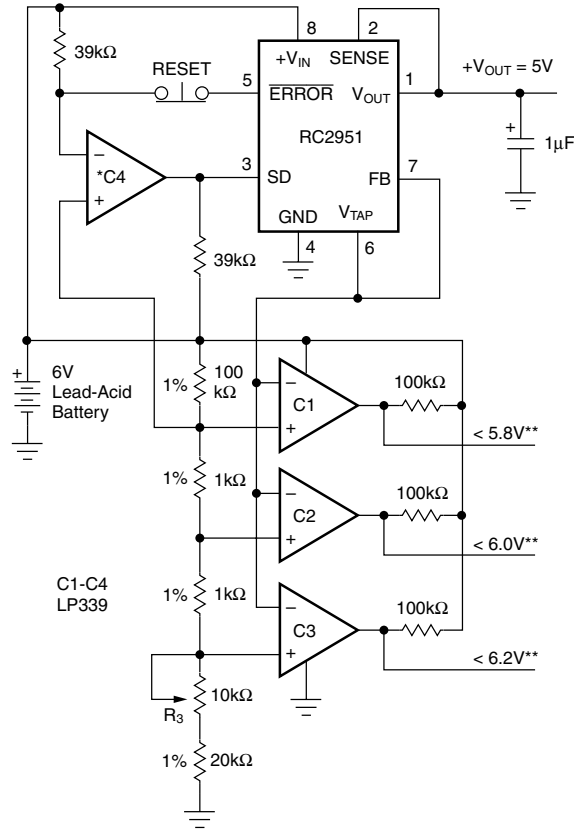 8
2
39kΩ
+V_IN
SENSE
RESET
5
ERROR
V_OUT
1
+V_OUT = 5V
RC2951
+
1μF
–
*C4
+
3
SD
FB
7
GND
V_TAP
4
6
39kΩ
+
6V
Lead-Acid
Battery
1%
100
kΩ
–
C1
+
100kΩ
< 5.8V**
1%
1kΩ
–
C2
+
100kΩ
< 6.0V**
C1-C4
LP339
1%
1kΩ
–
C3
+
100kΩ
< 6.2V**
R3
10kΩ
1%
20kΩ